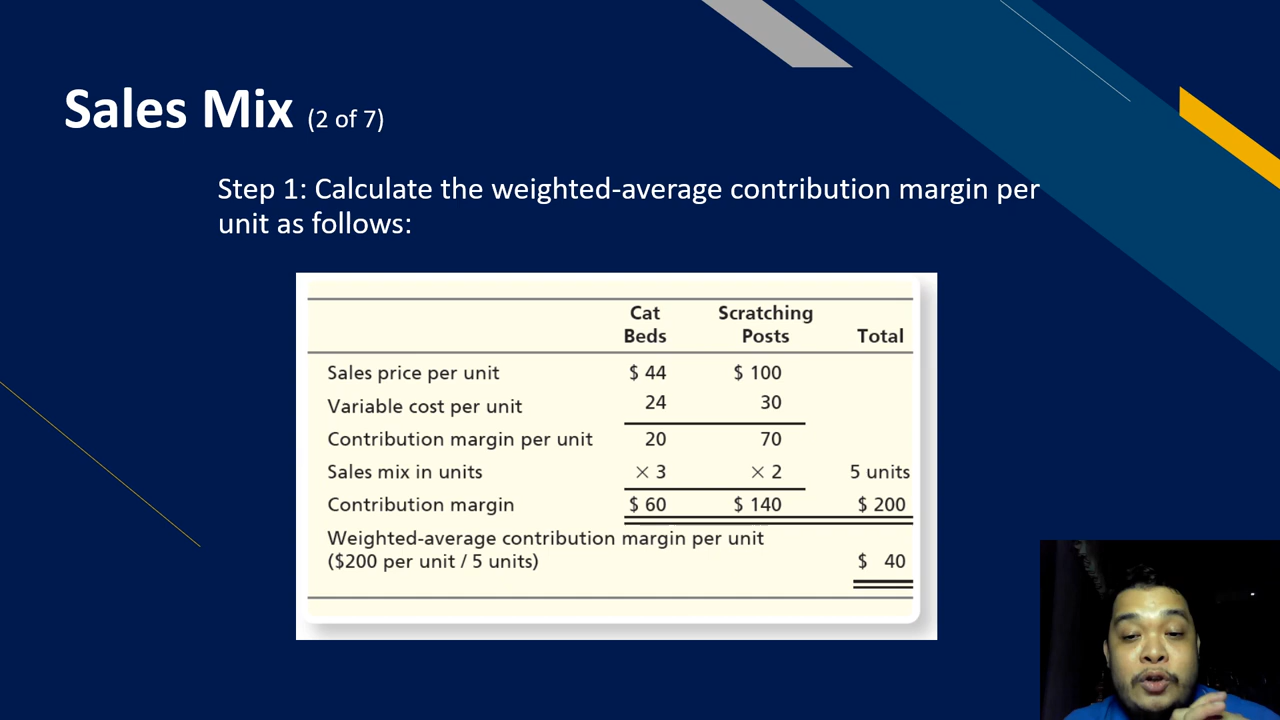 Sales Mix (2 of 7)
Step 1: Calculate the weighted-average contribution margin per
unit as follows:
Cat Scratching
Beds Posts Total
Sales price per unit $ 44 $ 100
Variable cost per unit 24 30
Contribution margin per unit 20 70
Sales mix in units × 3 × 2 5 units
Contribution margin $ 60 $ 140 $ 200
Weighted-average contribution margin per unit
($200 per unit / 5 units) $ 40